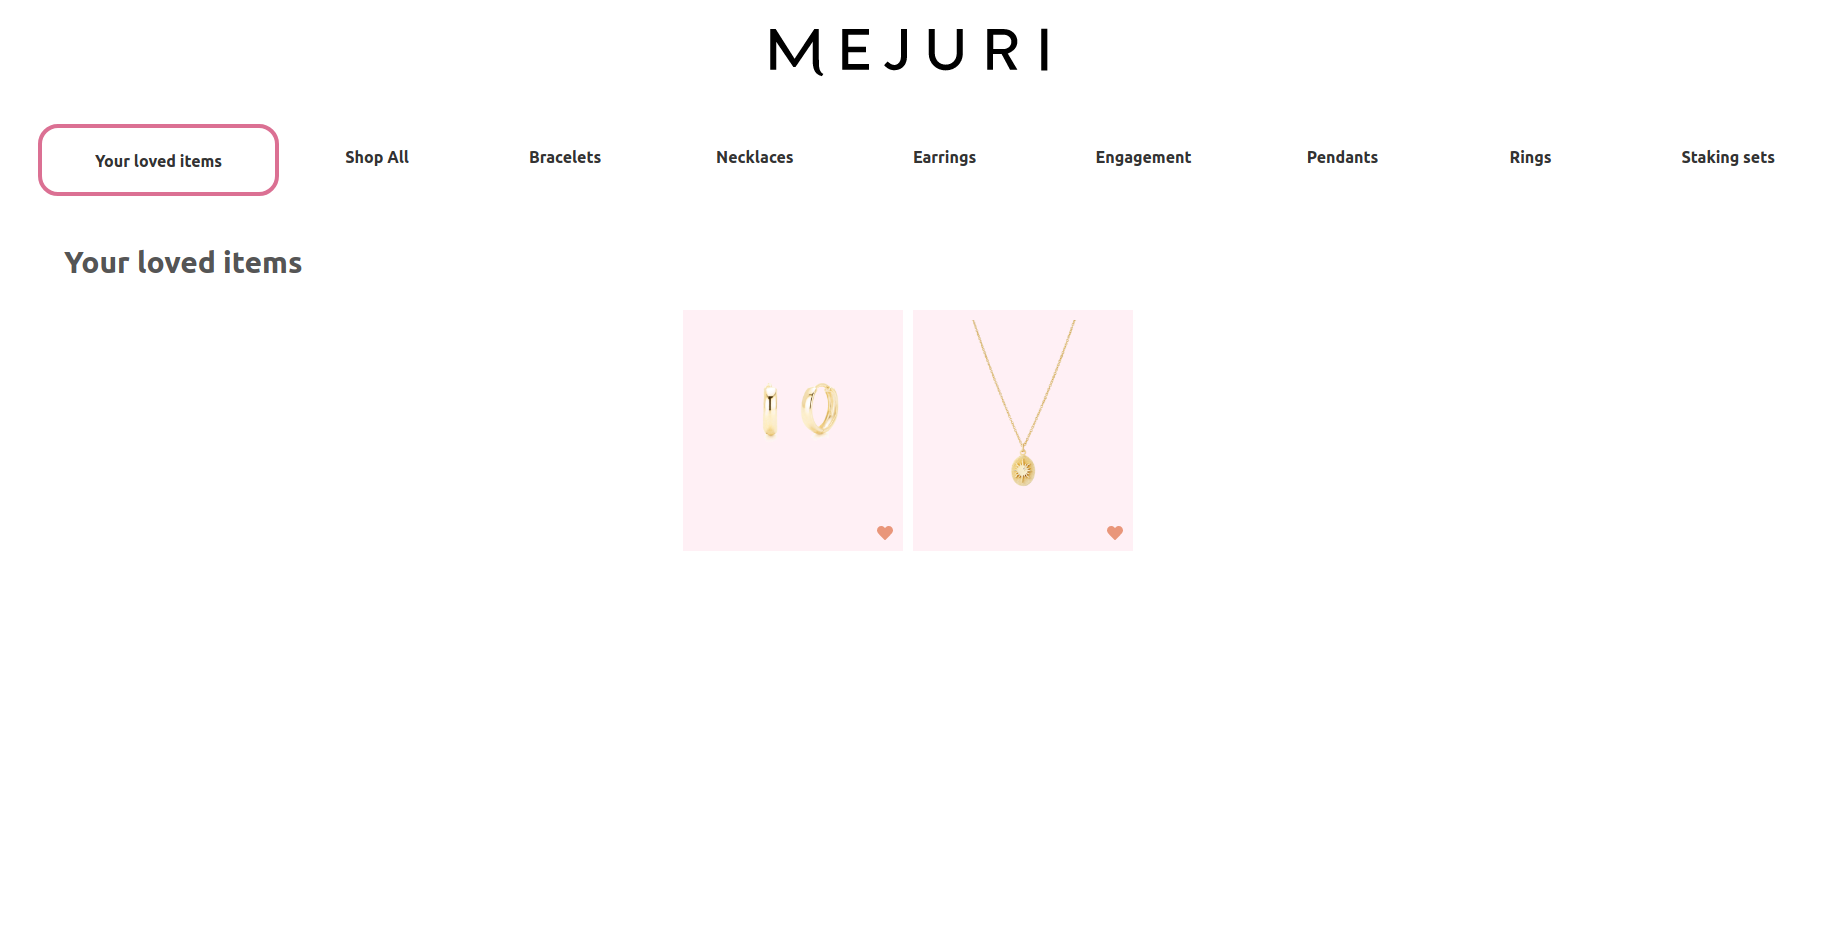 MEJURI
Your loved items
Shop All
Bracelets
Necklaces
Earrings
Engagement
Pendants
Rings
Staking sets
Your loved items